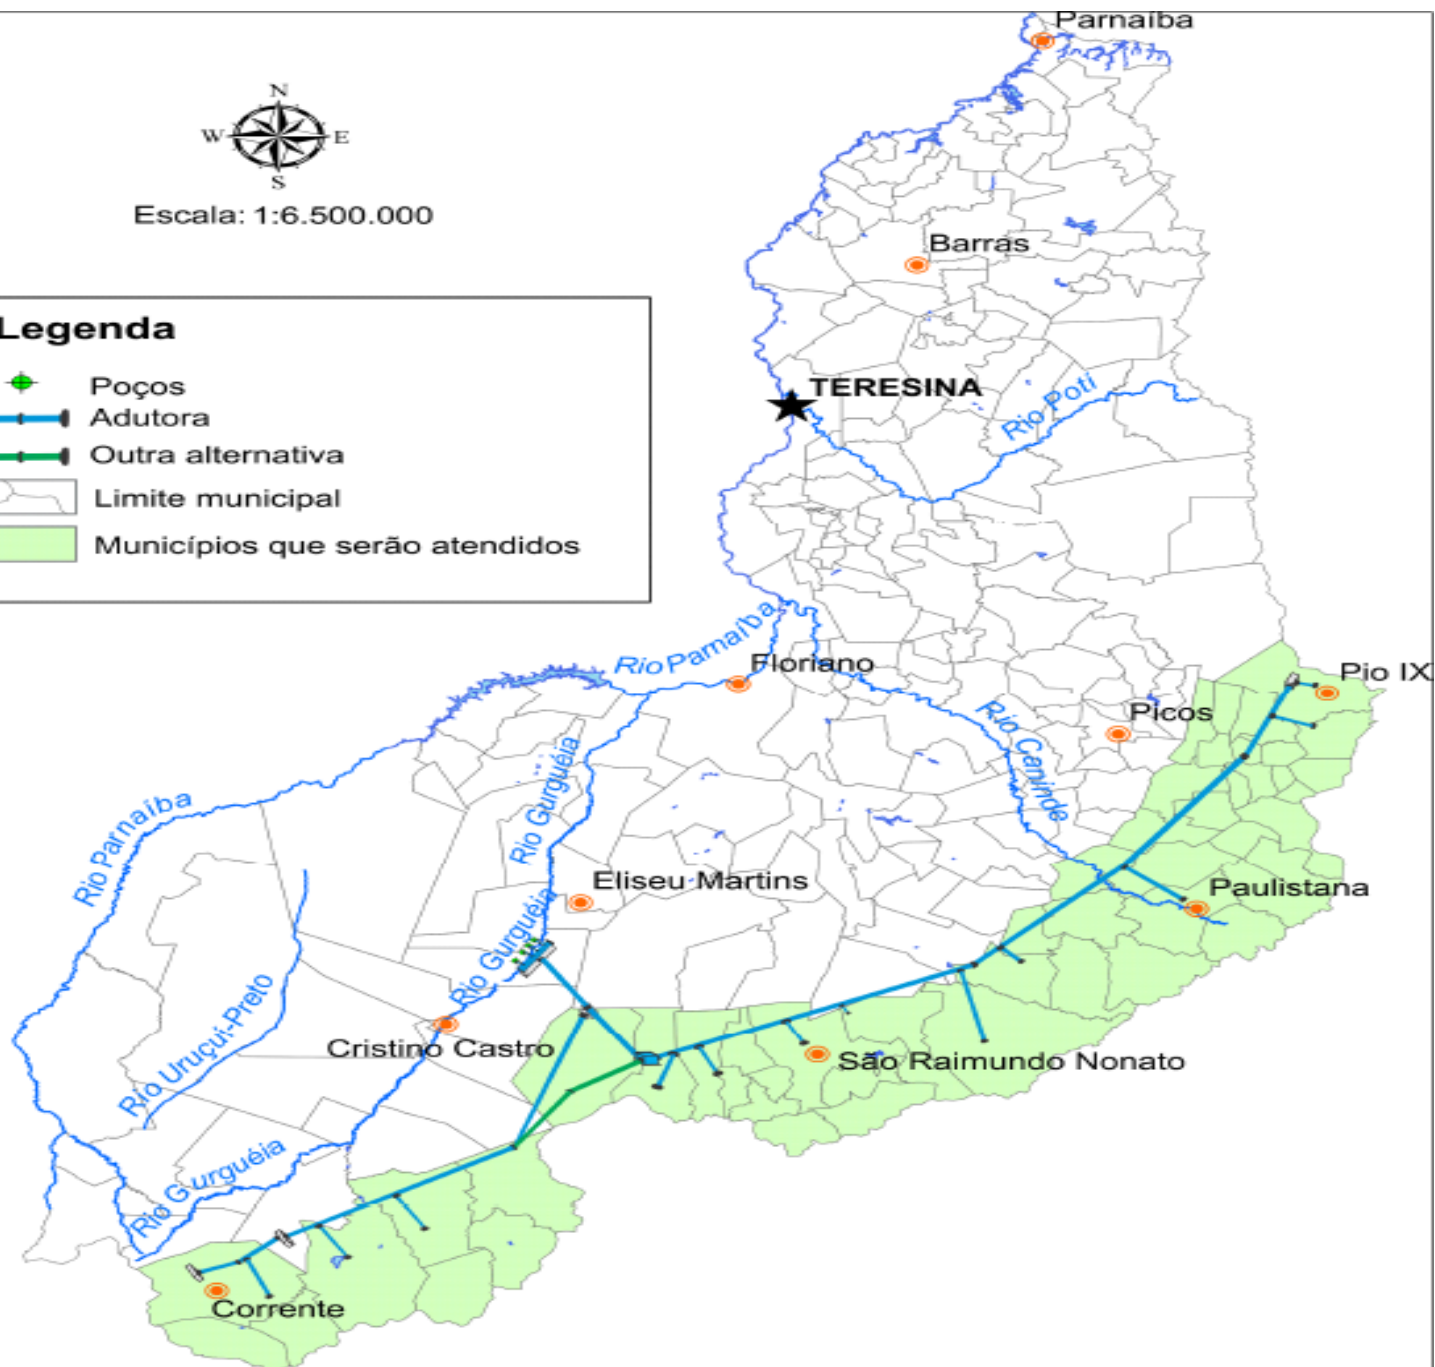 Parnaíba
N
W
E
S
Escala: 1:6.500.000
Barras
Legenda
Poços
TERESINA
Rio Poti
Adutora
Outra alternativa
Limite municipal
Municípios que serão atendidos
Rio Parnaíba
Floriano
Pio IX
Picos
Rio Caninde
Rio Gurguéia
Rio Parnaíba
Eliseu Martins
Paulistana
Rio Gurguéia
Rio Uruçuí-Preto
Cristino Castro
São Raimundo Nonato
Rio Gurguéia
Corrente